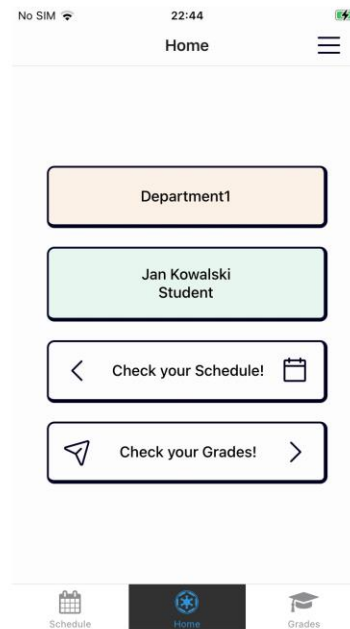 No SIM 22:44
Home
Department1
Jan Kowalski
Student
Check your Schedule!
Check your Grades!
Schedule Home Grades